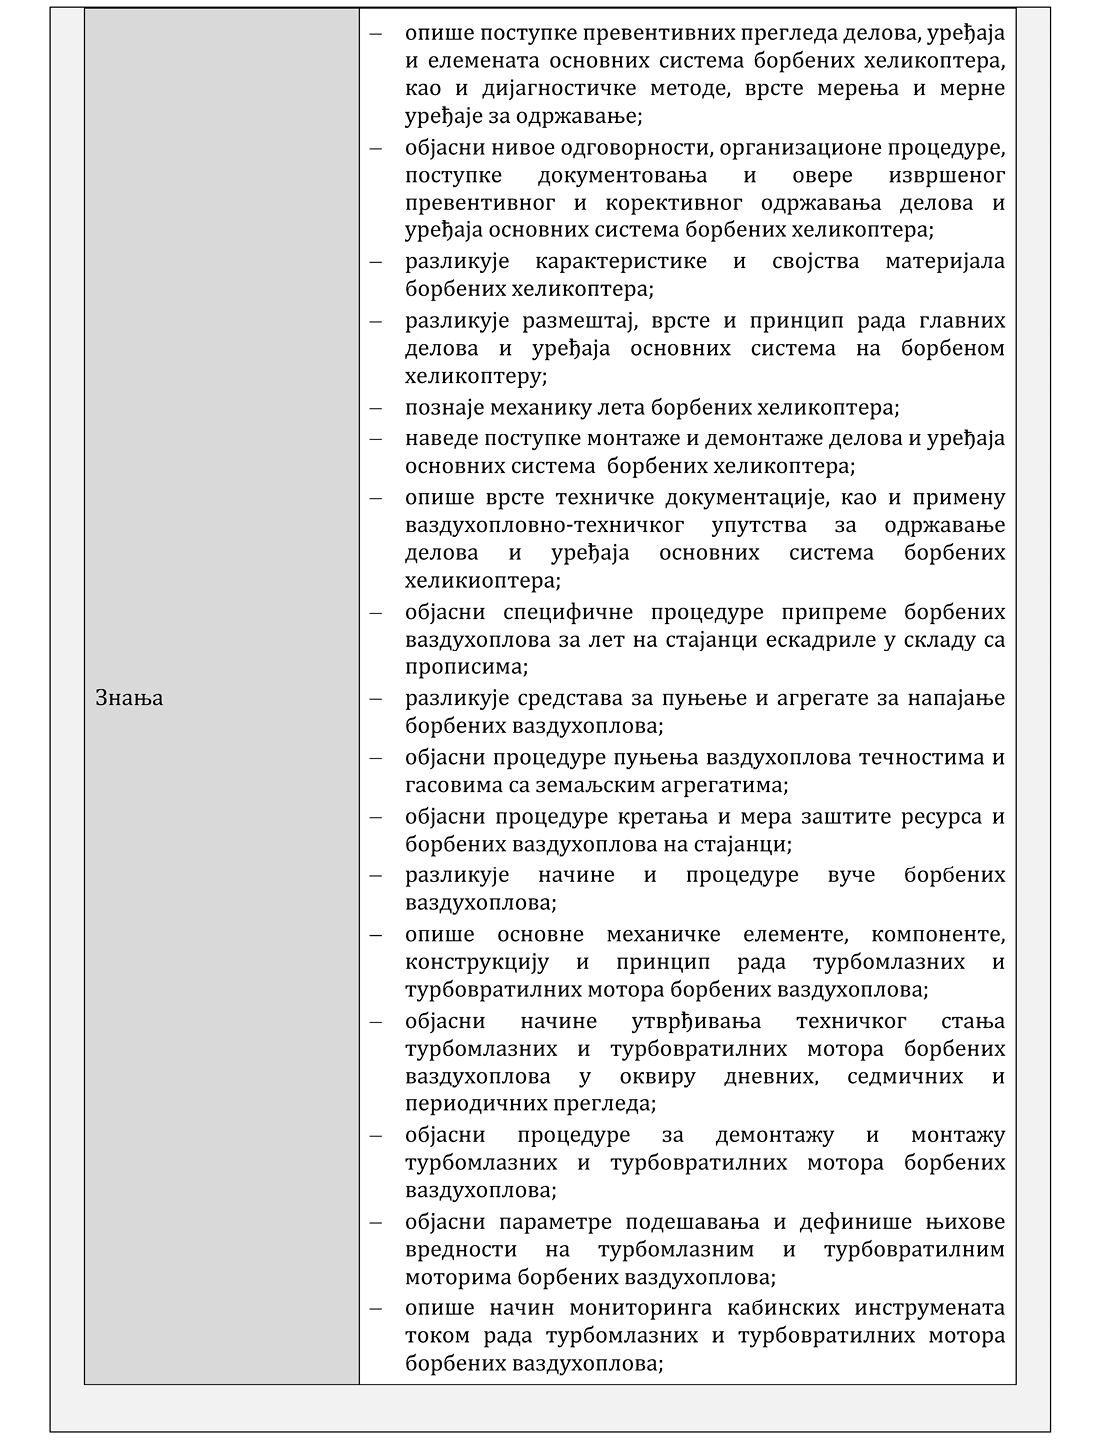 – опише поступке превентивних прегледа делова, уређаја
и елемената основних система борбених хеликоптера,
као и дијагностичке методе, врсте мерења и мерне
уређаје за одржавање;
– објасни нивое одговорности, организационе процедуре,
поступке документовања и овере извршеног
превентивног и корективног одржавања делова и
уређаја основних система борбених хеликоптера;
– разликује карактеристике и својства материјала
борбених хеликоптера;
– разликује размештај, врсте и принцип рада главних
делова и уређаја основних система на борбеном
хеликоптеру;
– познаје механику лета борбених хеликоптера;
– наведе поступке монтаже и демонтаже делова и уређаја
основних система  борбених хеликоптера;
– опише врсте техничке документације, као и примену
ваздухопловно-техничког упутства за одржавање
делова и уређаја основних система борбених
хеликиоптера;
– објасни специфичне процедуре припреме борбених
ваздухоплова за лет на стајанци ескадриле у складу са
прописима;
Знања
– разликује средстава за пуњење и агрегате за напајање
борбених ваздухоплова;
– објасни процедуре пуњења ваздухоплова течностима и
гасовима са земаљским агрегатима;
– објасни процедуре кретања и мера заштите ресурса и
борбених ваздухоплова на стајанци;
– разликује начине и процедуре вуче борбених
ваздухоплова;
– опише основне механичке елементе, компоненте,
конструкцију и принцип рада турбомлазних и
турбовратилних мотора борбених ваздухоплова;
– објасни начине утврђивања техничког стања
турбомлазних и турбовратилних мотора борбених
ваздухоплова у оквиру дневних, седмичних и
периодичних прегледа;
– објасни процедуре за демонтажу и монтажу
турбомлазних и турбовратилних мотора борбених
ваздухоплова;
– објасни параметре подешавања и дефинише њихове
вредности на турбомлазним и турбовратилним
моторима борбених ваздухоплова;
– опише начин мониторинга кабинских инструмената
током рада турбомлазних и турбовратилних мотора
борбених ваздухоплова;